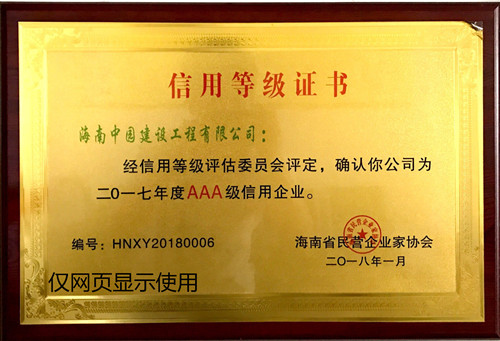 信用等级证书
海南中园建设工程有限公司：
经信用等级评估委员会评定，确认你公司为
二O一七年度AAA级信用企业。
编号：HNXY20180006
海南省民营企业家协会
二O一八年一月
仅网页显示使用